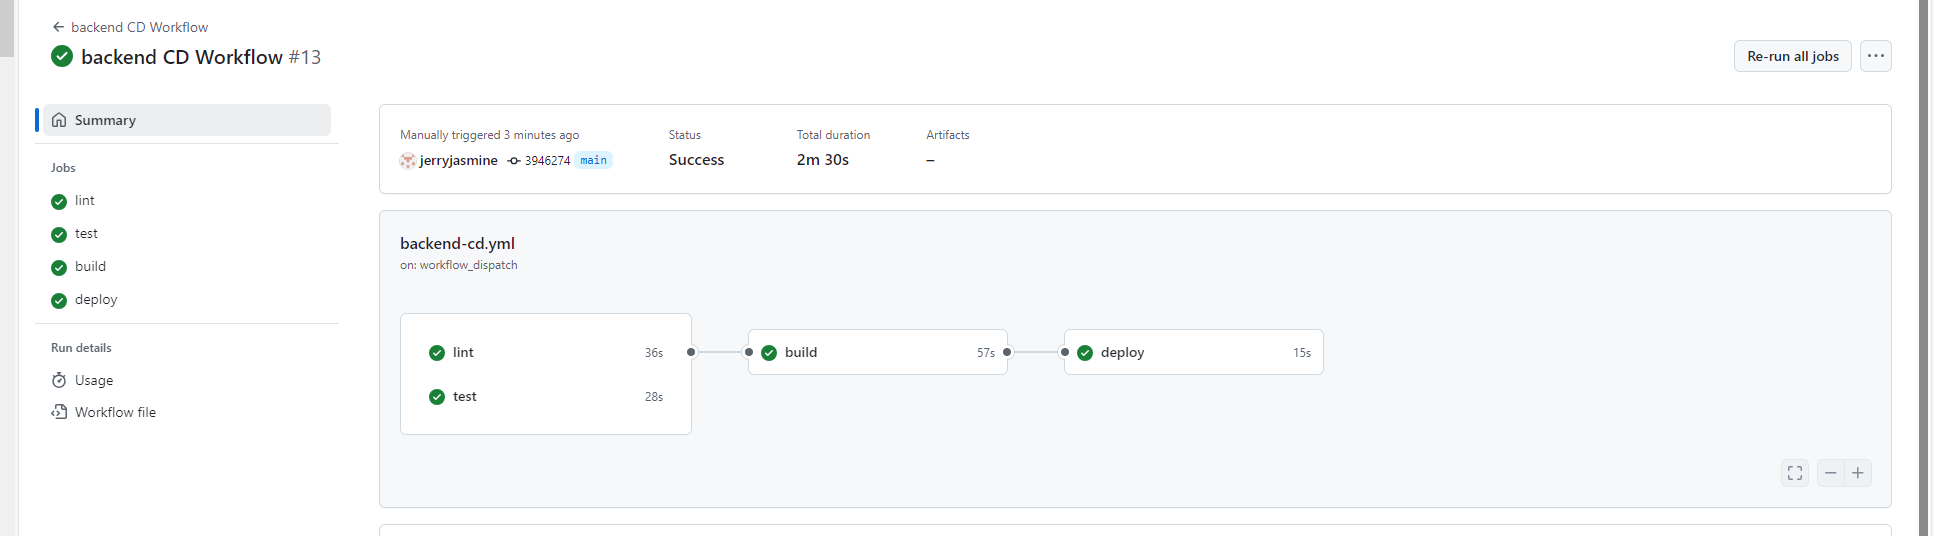 backend CD Workflow
backend CD Workflow #13
Re-run all jobs
Summary
Jobs
lint
test
build
deploy
Run details
Usage
Workflow file
Manually triggered 3 minutes ago
jerryjasmine 3946274 main
Status
Success
Total duration
2m 30s
Artifacts
–
backend-cd.yml
on: workflow_dispatch
lint 36s
test 28s
build 57s
deploy 15s